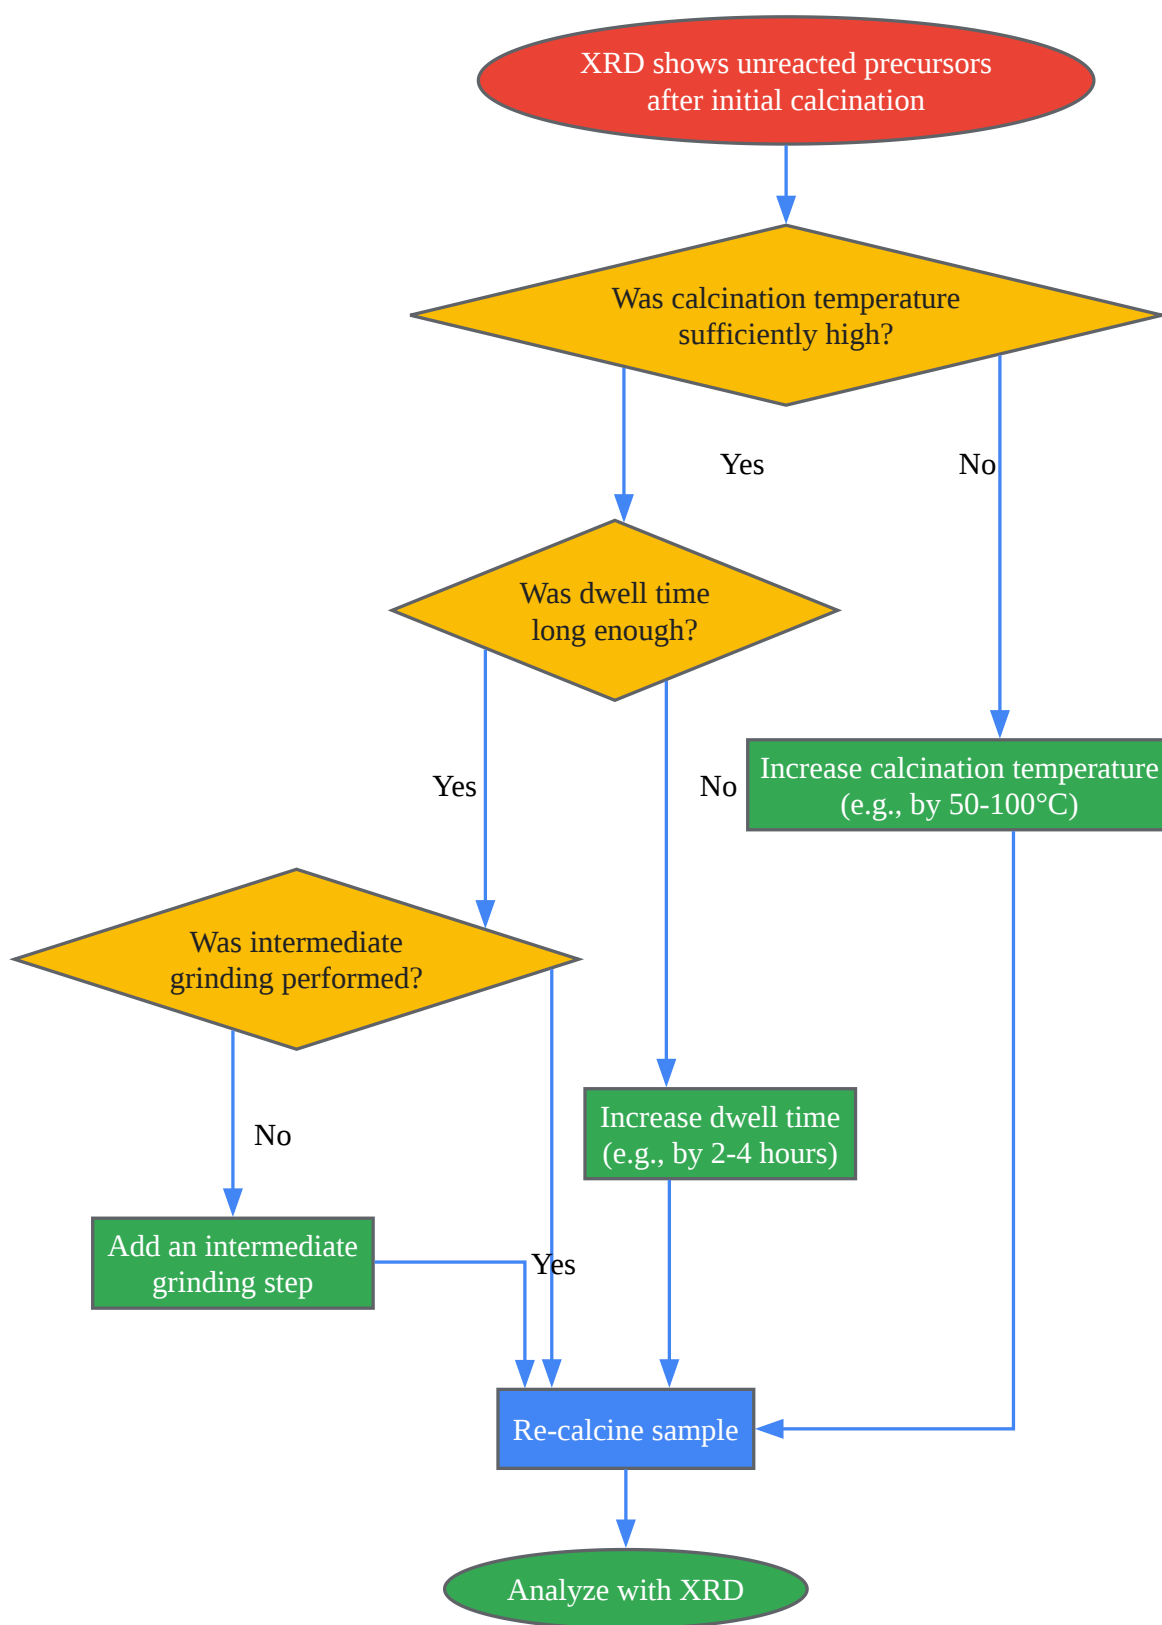 XRD shows unreacted precursors
after initial calcination
Was calcination temperature
sufficiently high?
Yes
No
Was dwell time
long enough?
Yes
No
Increase calcination temperature
(e.g., by 50-100°C)
Was intermediate
grinding performed?
No
Increase dwell time
(e.g., by 2-4 hours)
Add an intermediate
grinding step
Yes
Re-calcine sample
Analyze with XRD